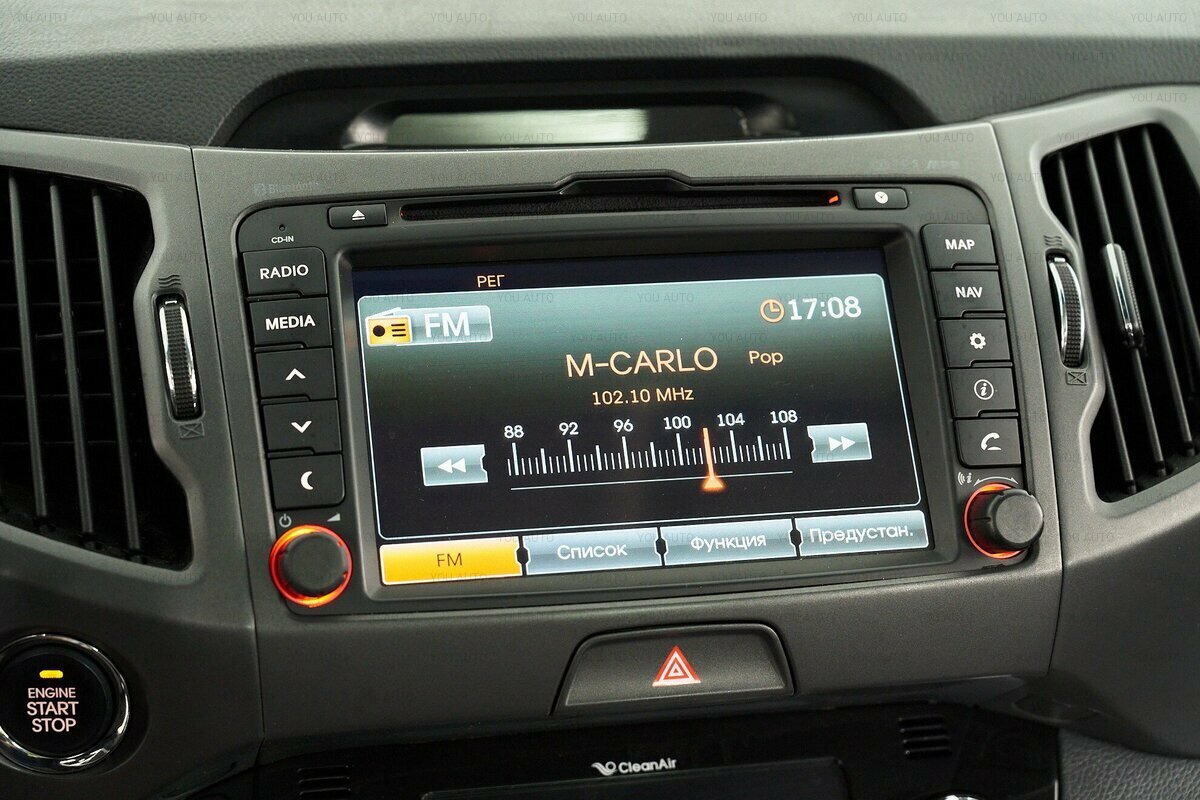 YOU AUTO
Bluetooth
CD-IN
RADIO
MEDIA
MAP
NAV
РЕГ
FM
17:08
M-CARLO Pop
102.10 MHz
88 92 96 100 104 108
FM Список Функция Предустан.
ENGINE
START
STOP
CleanAir